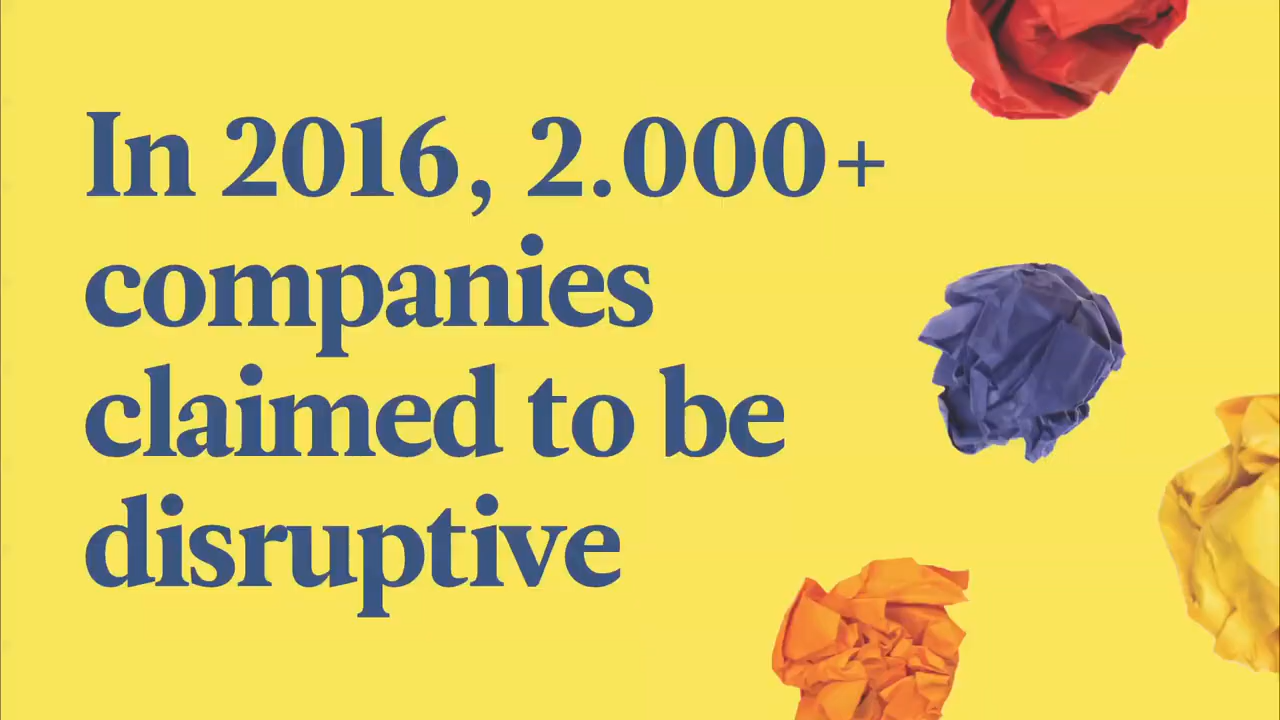 In 2016, 2.000+
companies
claimed to be
disruptive